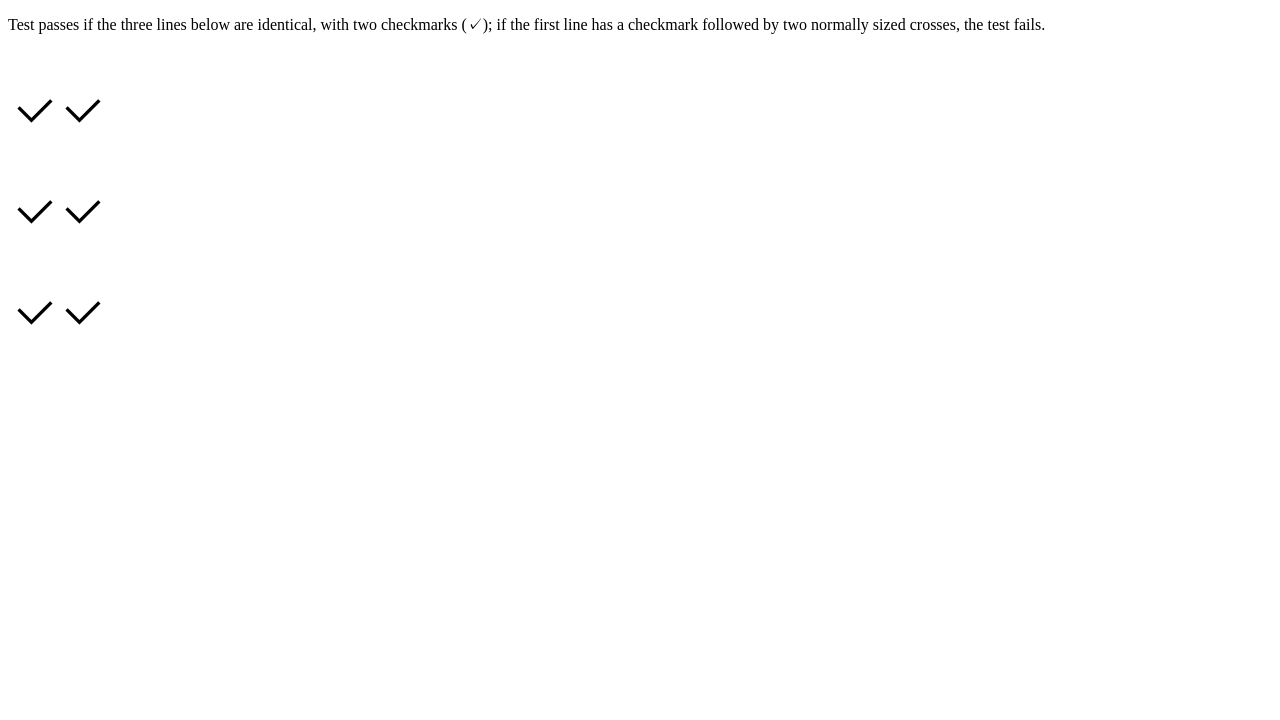 Test passes if the three lines below are identical, with two checkmarks (✓); if the first line has a checkmark followed by two normally sized crosses, the test fails.
✓✓
✓✓
✓✓